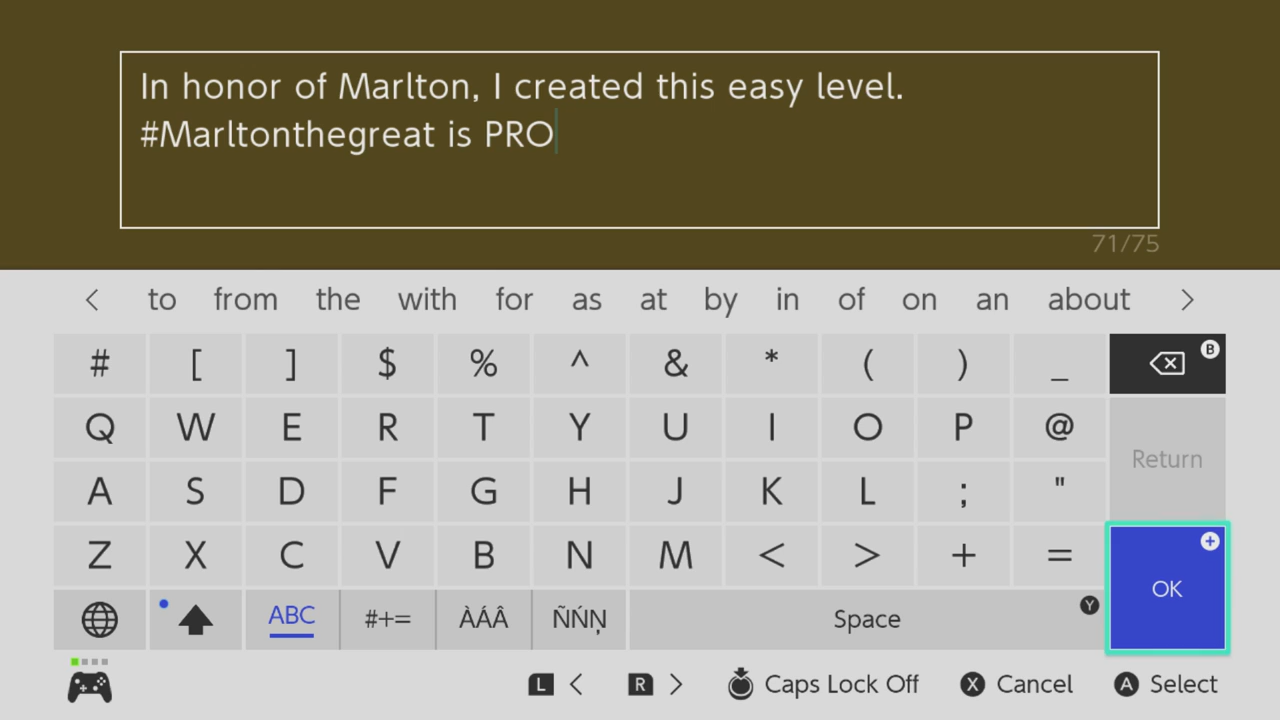 In honor of Marlton, I created this easy level.
#Marltonthegreat is PRO
71/75
< to from the with for as at by in of on an about >
# [ ] $ % ^ & * ( ) _ B
Q W E R T Y U I O P @
Return
A S D F G H J K L ; "
Z X C V B N M < > + = +
OK
ABC #+= ÀÁÂ ÑŃŅ Space Y
L < R > Caps Lock Off X Cancel A Select